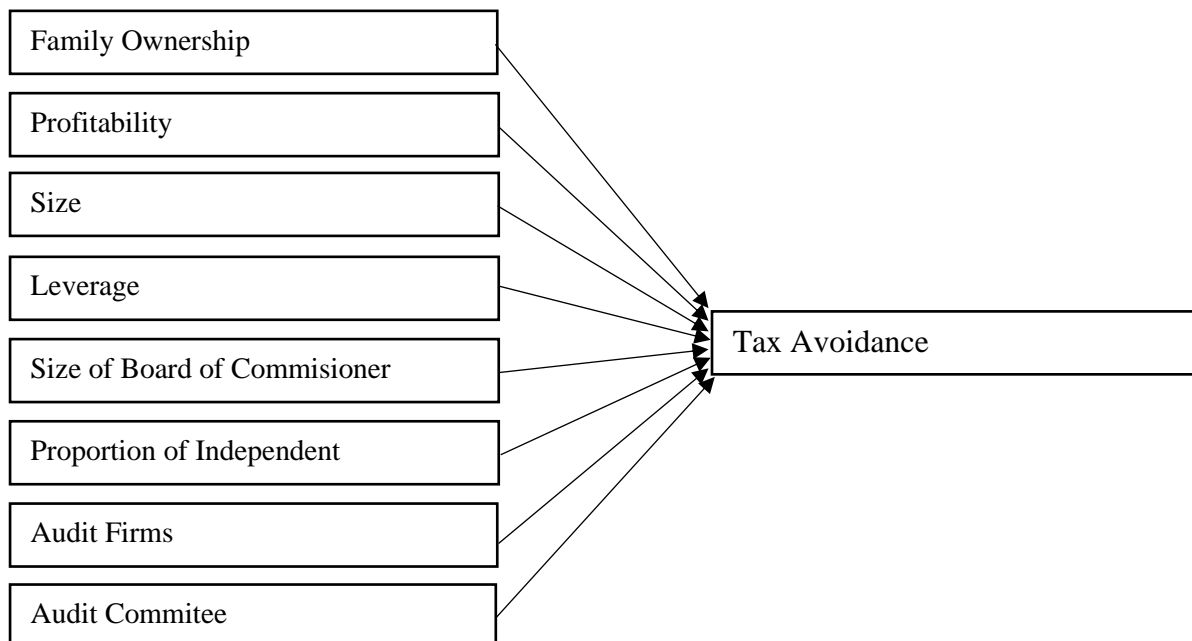 Family Ownership
Profitability
Size
Leverage
Size of Board of Commisioner
Proportion of Independent
Audit Firms
Audit Commitee
Tax Avoidance